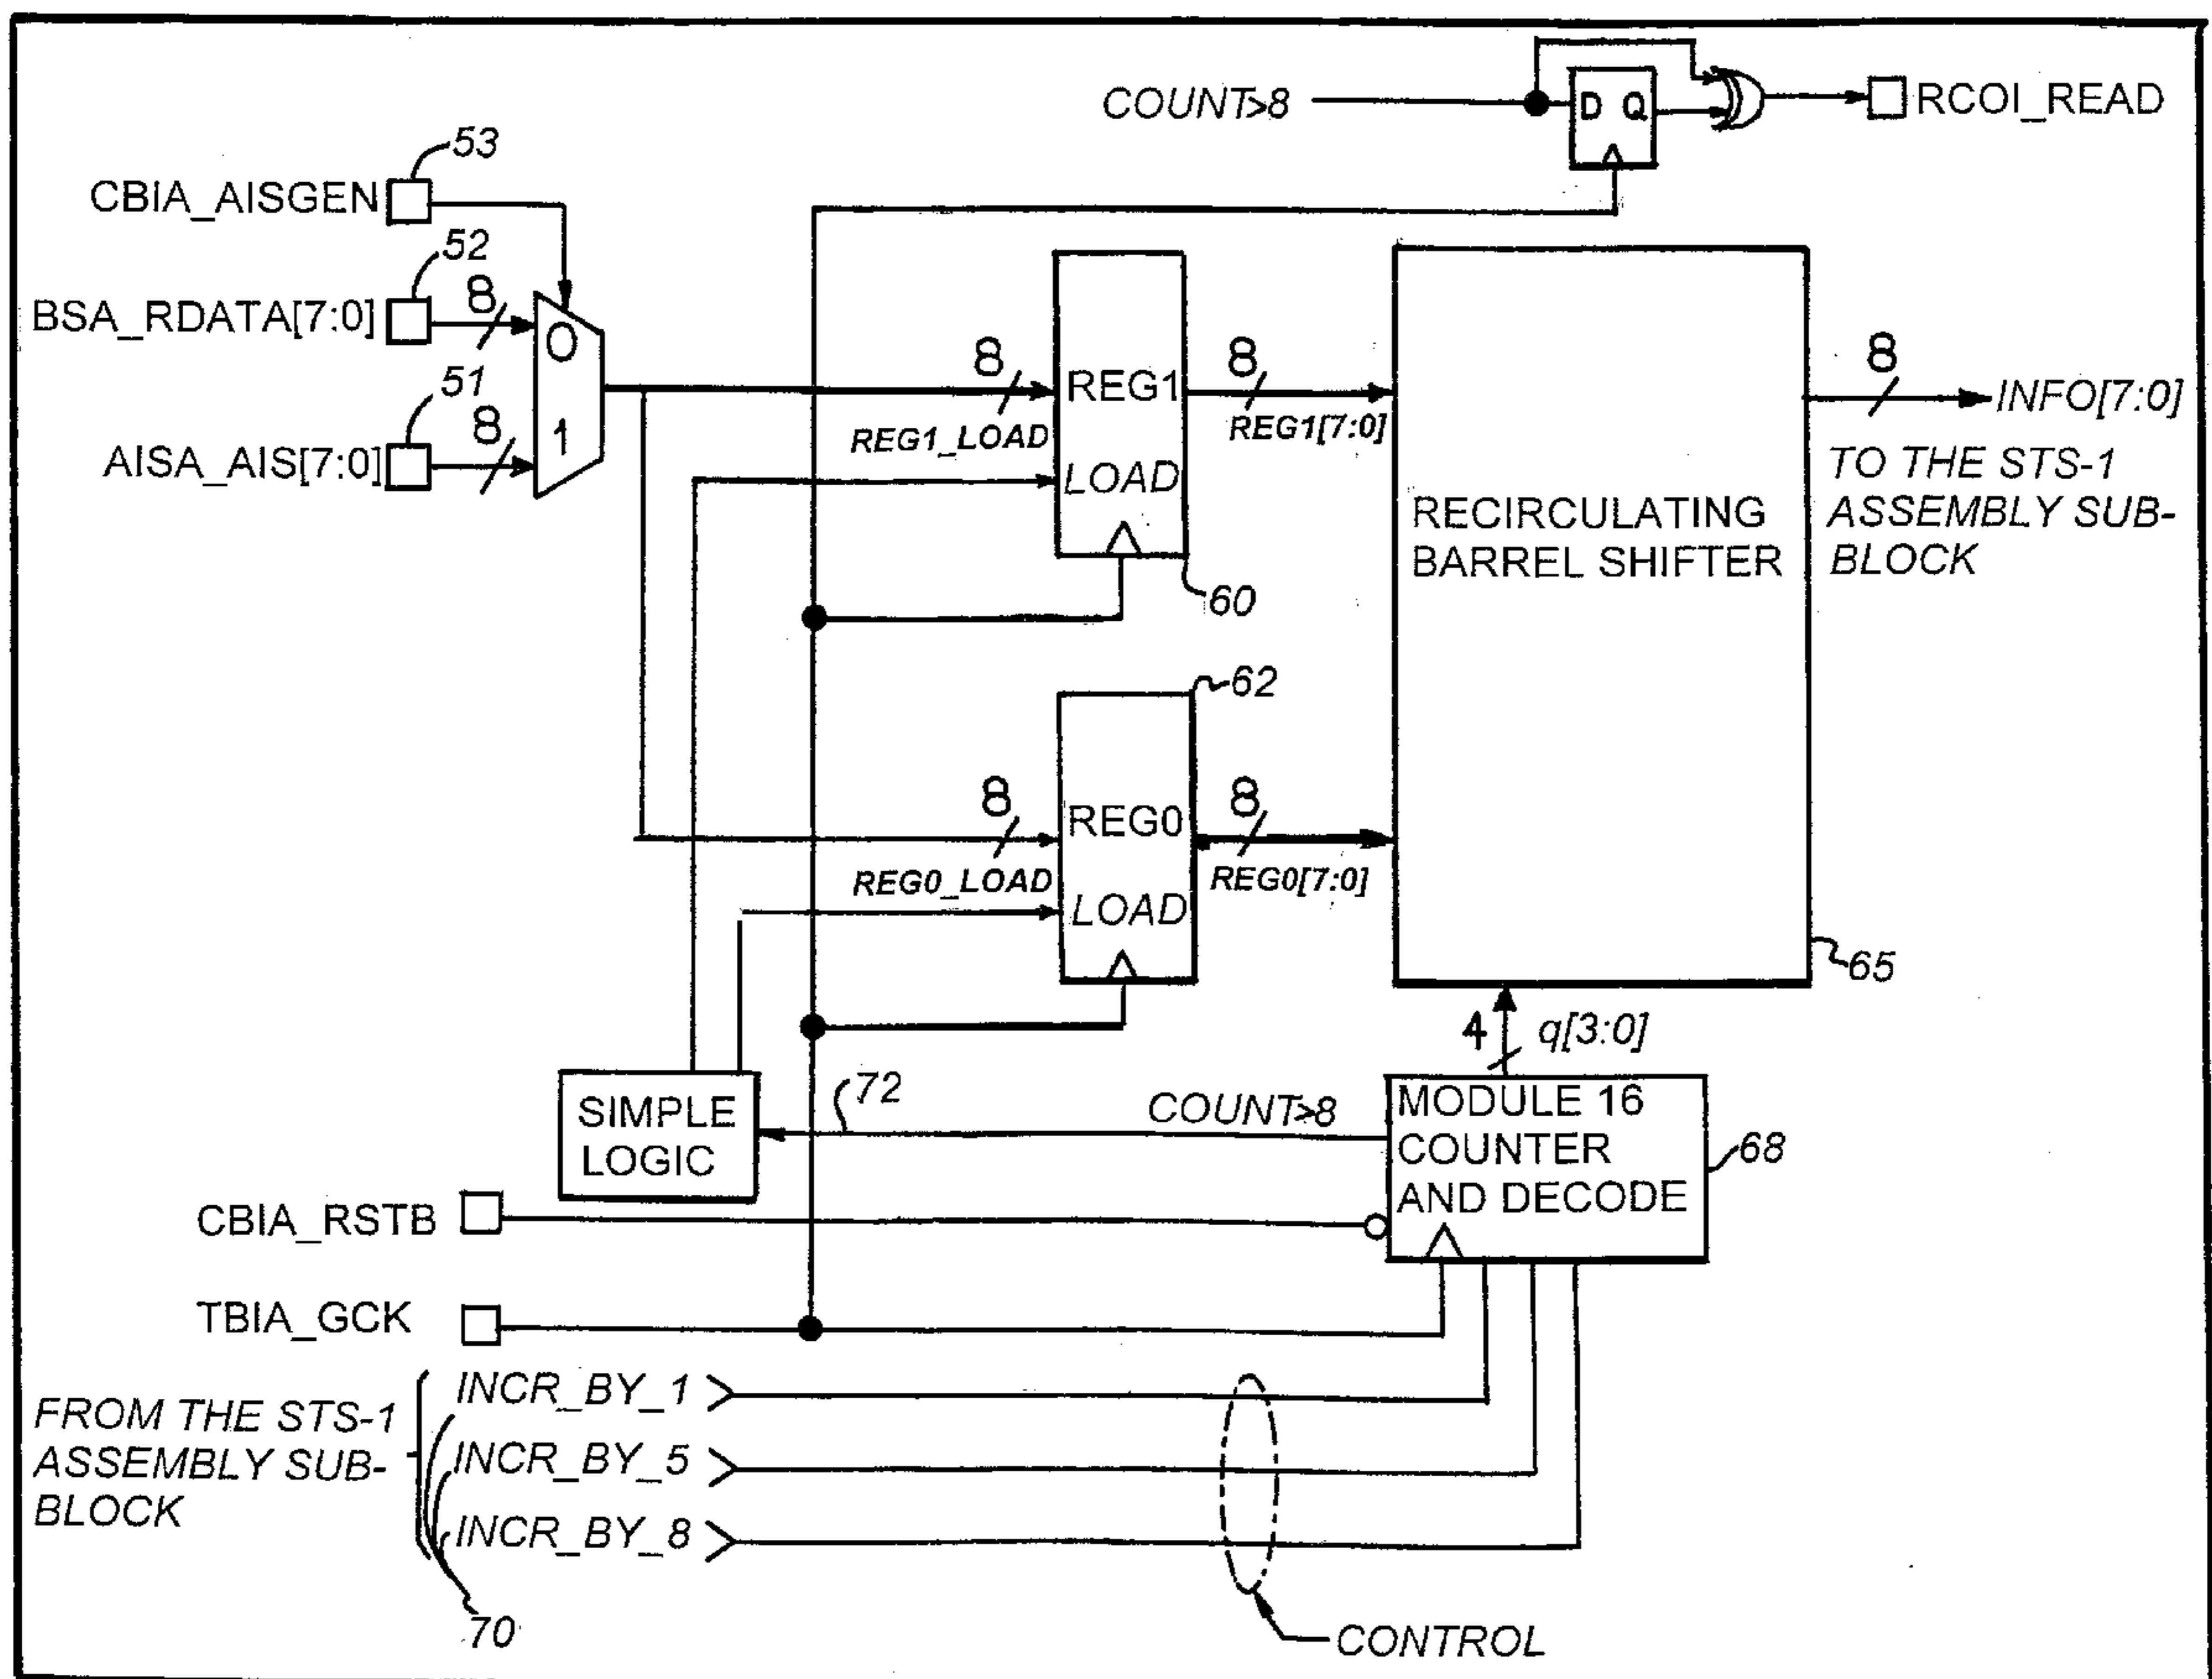 COUNT>8
D Q
RCOI_READ
53
CBIA_AISGEN
52
BSA_RDATA[7:0]
8
0
51
AISA_AIS[7:0]
8
1
8
REG1
REG1_LOAD
LOAD
60
8
REG1[7:0]
RECIRCULATING
BARREL SHIFTER
65
8
INFO[7:0]
TO THE STS-1
ASSEMBLY SUB-
BLOCK
62
8
REG0
REG0_LOAD
LOAD
8
REG0[7:0]
4
q[3:0]
SIMPLE
LOGIC
72
COUNT>8
MODULE 16
COUNTER
AND DECODE
68
CBIA_RSTB
TBIA_GCK
FROM THE STS-1
ASSEMBLY SUB-
BLOCK
INCR_BY_1
INCR_BY_5
INCR_BY_8
70
CONTROL